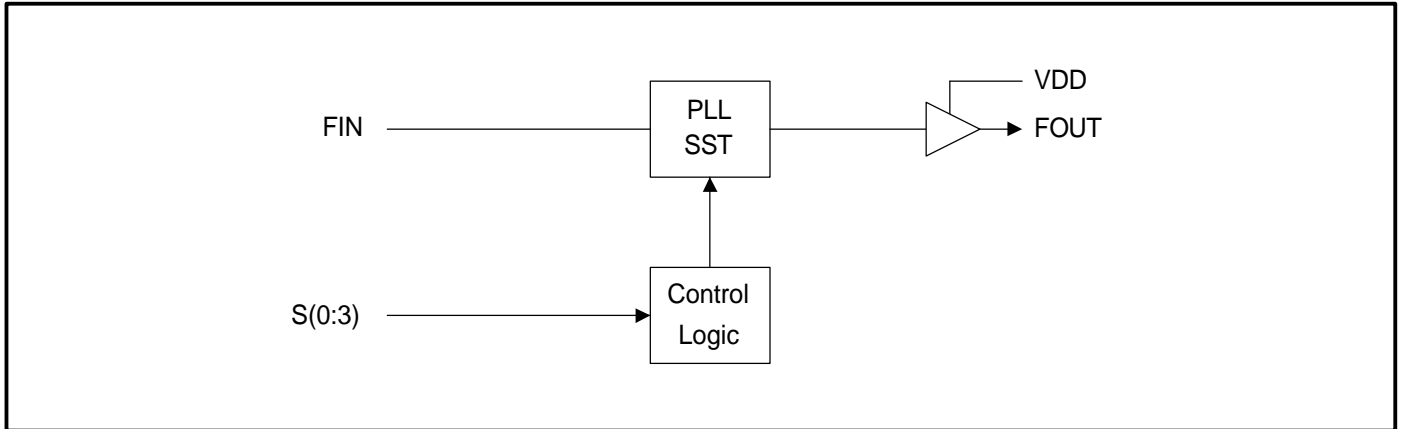 VDD
FIN
PLL
SST
FOUT
S(0:3)
Control
Logic